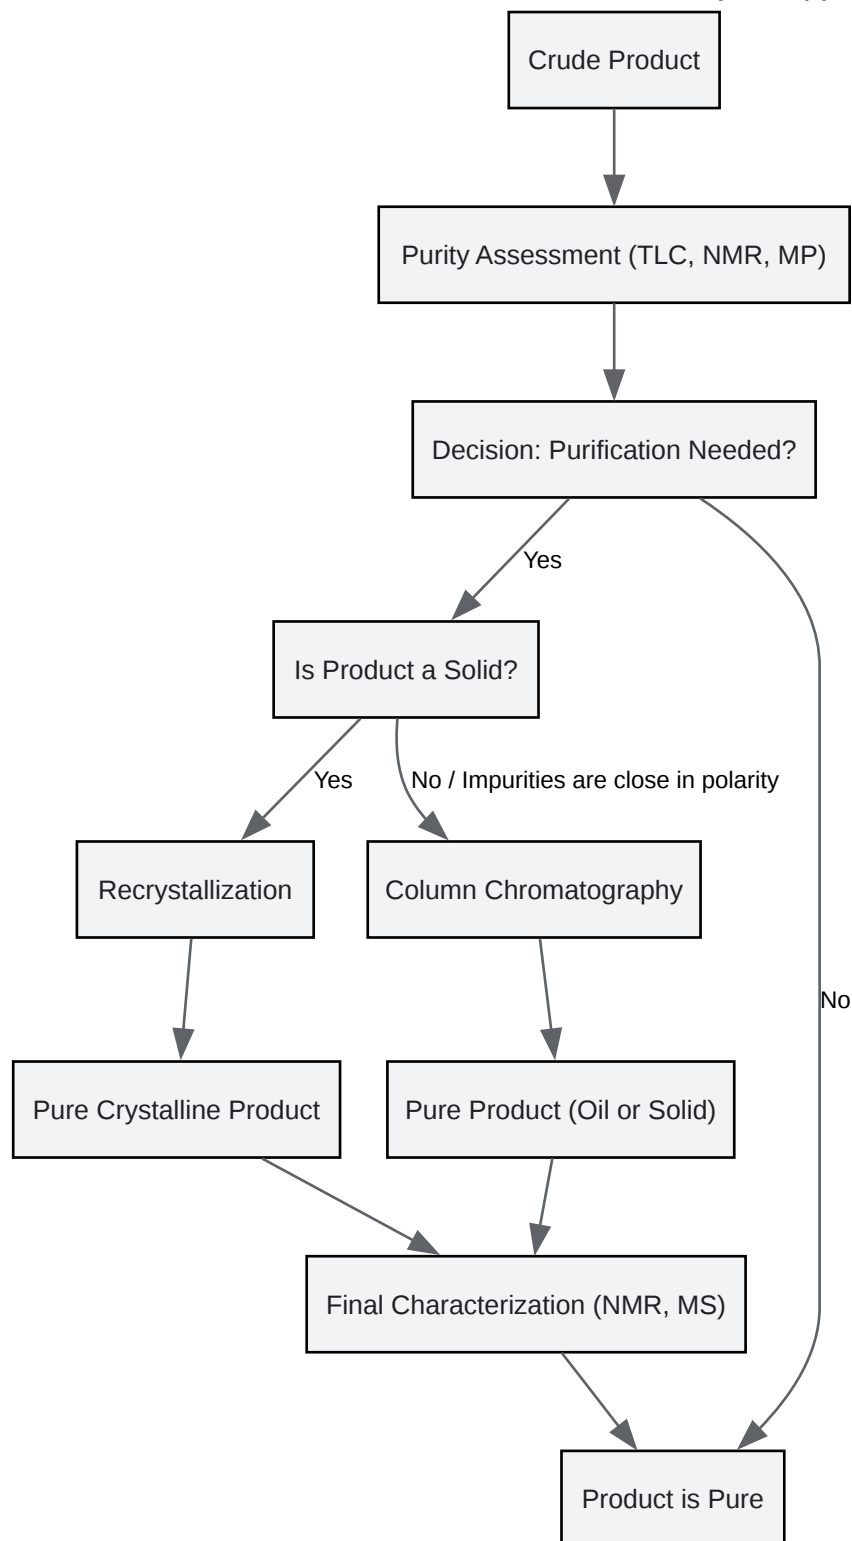 Crude Product
Purity Assessment (TLC, NMR, MP)
Decision: Purification Needed?
Yes
Is Product a Solid?
Yes
No / Impurities are close in polarity
Recrystallization
Column Chromatography
No
Pure Crystalline Product
Pure Product (Oil or Solid)
Final Characterization (NMR, MS)
Product is Pure